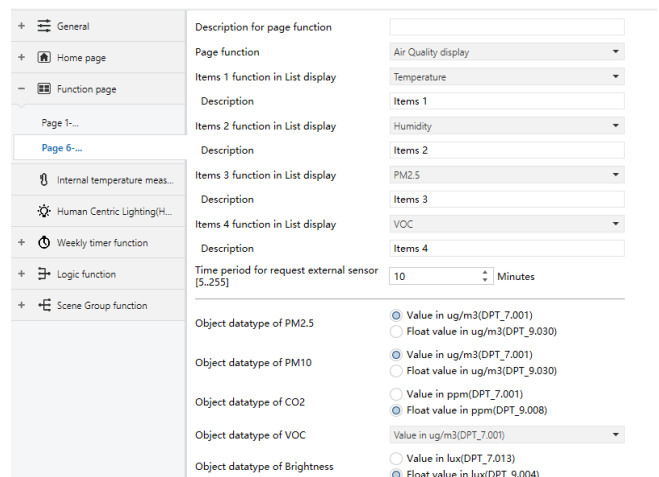 General
Home page
Function page
Page 1-...
Page 6-...
Internal temperature meas...
Human Centric Lighting(H...
Weekly timer function
Logic function
Scene Group function
Description for page function
Page function
Air Quality display
Items 1 function in List display
Temperature
Description
Items 1
Items 2 function in List display
Humidity
Description
Items 2
Items 3 function in List display
PM2.5
Description
Items 3
Items 4 function in List display
VOC
Description
Items 4
Time period for request external sensor
[5..255]
10
Minutes
Object datatype of PM2.5
Value in ug/m3(DPT_7.001)
Float value in ug/m3(DPT_9.030)
Object datatype of PM10
Value in ug/m3(DPT_7.001)
Float value in ug/m3(DPT_9.030)
Object datatype of CO2
Value in ppm(DPT_7.001)
Float value in ppm(DPT_9.008)
Object datatype of VOC
Value in ug/m3(DPT_7.001)
Object datatype of Brightness
Value in lux(DPT_7.013)
Float value in lux(DPT_9.004)